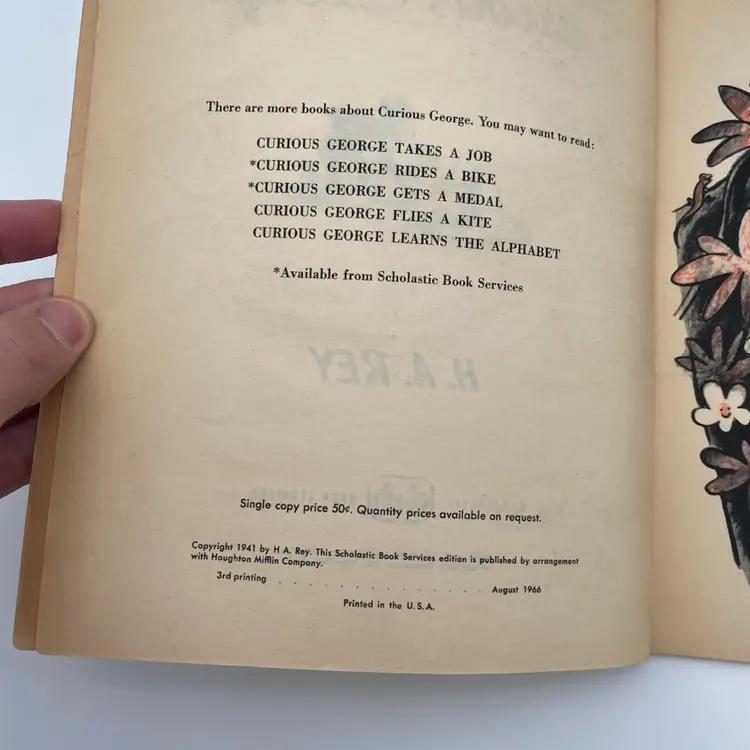 There are more books about Curious George. You may want to read:
CURIOUS GEORGE TAKES A JOB
*CURIOUS GEORGE RIDES A BIKE
*CURIOUS GEORGE GETS A MEDAL
CURIOUS GEORGE FLIES A KITE
CURIOUS GEORGE LEARNS THE ALPHABET
*Available from Scholastic Book Services
H. A. REY
Single copy price 50¢. Quantity prices available on request.
Copyright 1941 by H A. Rey. This Scholastic Book Services edition is published by arrangement
with Houghton Mifflin Company.
3rd printing . . . . . . . . . . . . . . August 1966
Printed in the U. S. A.